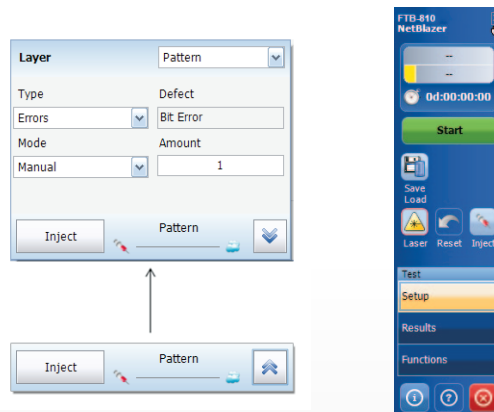 Layer Pattern
Type Defect
Errors Bit Error
Mode Amount
Manual 1
Inject Pattern
Inject Pattern
FTB-810
NetBlazer
--
--
0d:00:00:00
Start
Save
Load
Laser Reset Inject
Test
Setup
Results
Functions